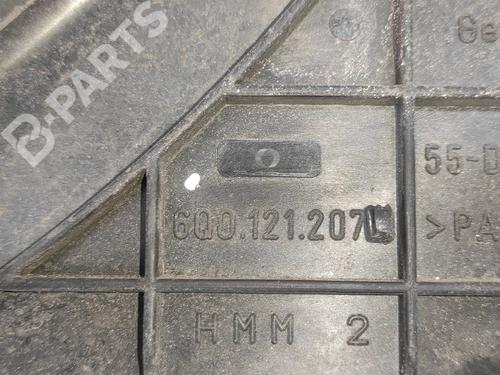 B-PARTS
Ge
O
55-
6Q0.121.207L
>PA
HMM 2